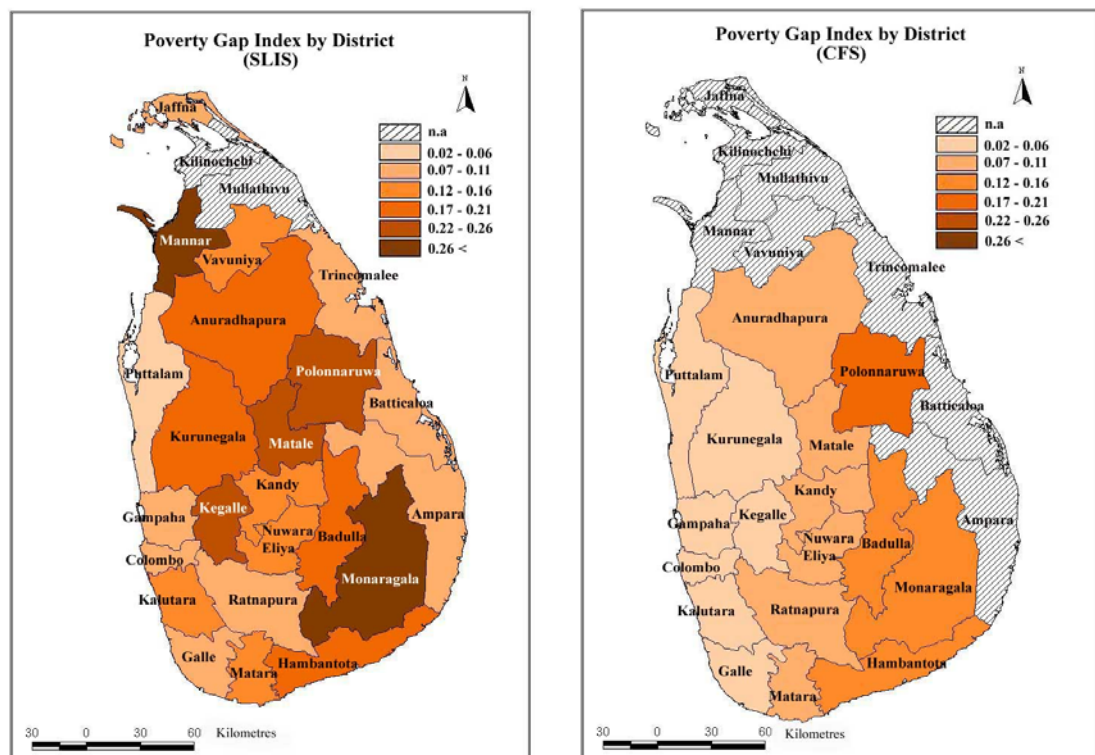 Poverty Gap Index by District
(SLIS)
N
Jaffna
n.a
0.02 - 0.06
0.07 - 0.11
0.12 - 0.16
0.17 - 0.21
0.22 - 0.26
0.26 <
Kilinochchi
Mullathivu
Mannar
Vavuniya
Trincomalee
Anuradhapura
Puttalam
Polonnaruwa
Batticaloa
Kurunegala
Matale
Kandy
Kegalle
Gampaha
Ampara
Nuwara
Eliya
Badulla
Colombo
Monaragala
Kalutara
Ratnapura
Galle
Matara
Hambantota
30 0 30 60 Kilometres
Poverty Gap Index by District
(CFS)
N
Jaffna
n.a
0.02 - 0.06
0.07 - 0.11
0.12 - 0.16
0.17 - 0.21
0.22 - 0.26
0.26 <
Kilinochchi
Mullathivu
Mannar
Vavuniya
Trincomalee
Anuradhapura
Puttalam
Polonnaruwa
Batticaloa
Kurunegala
Matale
Kandy
Kegalle
Gampaha
Ampara
Nuwara
Eliya
Badulla
Colombo
Monaragala
Kalutara
Ratnapura
Galle
Matara
Hambantota
30 0 30 60 Kilometres